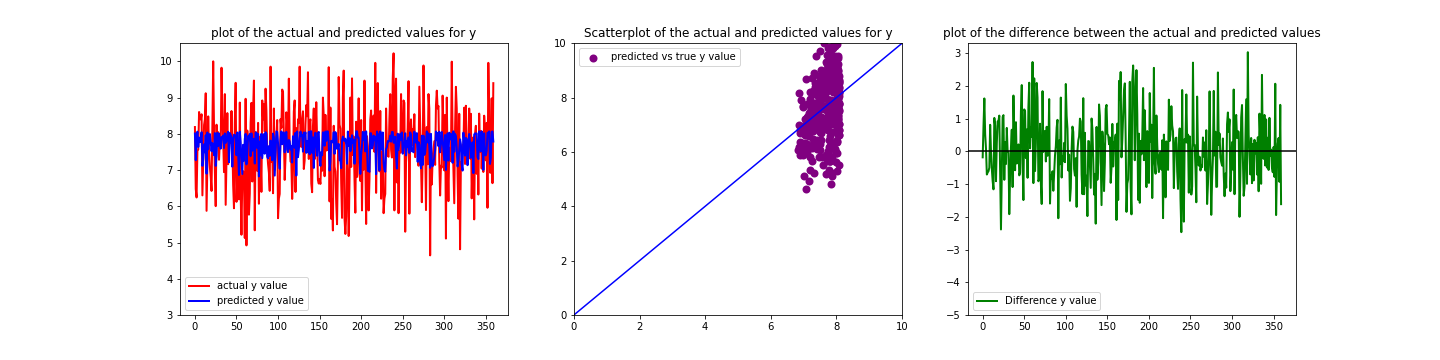 plot of the actual and predicted values for y
10
9
8
7
6
5
4
3
0 50 100 150 200 250 300 350
actual y value
predicted y value
Scatterplot of the actual and predicted values for y
10
8
6
4
2
0
0 2 4 6 8 10
predicted vs true y value
plot of the difference between the actual and predicted values
3
2
1
0
−1
−2
−3
−4
−5
0 50 100 150 200 250 300 350
Difference y value